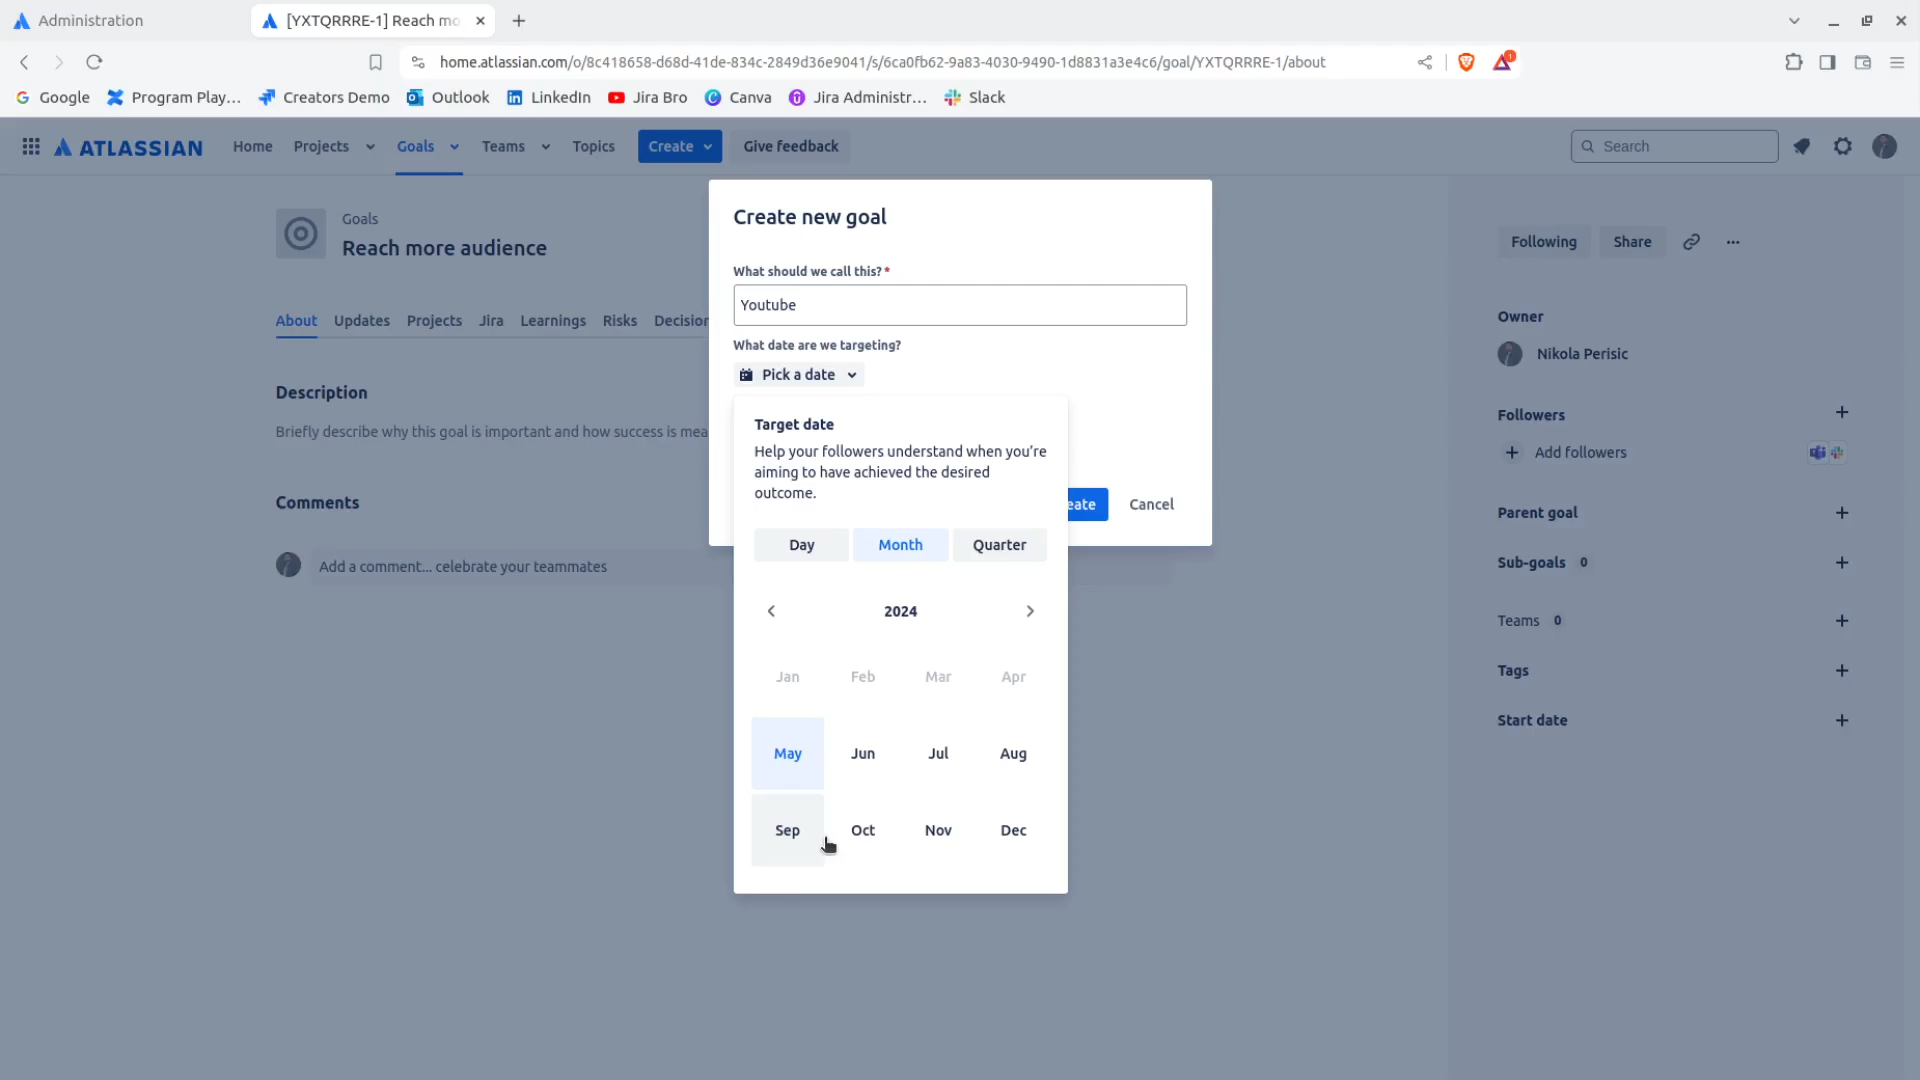 Administration
[YXTQRRRE-1] Reach mo
home.atlassian.com/o/8c418658-d68d-41de-834c-2849d36e9041/s/6ca0fb62-9a83-4030-9490-1d8831a3e4c6/goal/YXTQRRRE-1/about
1
Google Program Play... Creators Demo Outlook LinkedIn Jira Bro Canva Jira Administr... Slack
ATLASSIAN Home Projects Goals Teams Topics Create Give feedback Search
Goals
Reach more audience
About Updates Projects Jira Learnings Risks Decision
Description
Briefly describe why this goal is important and how success is mea
Comments
Add a comment... celebrate your teammates
Create new goal
What should we call this?*
Youtube
What date are we targeting?
Pick a date
Target date
Help your followers understand when you're
aiming to have achieved the desired
outcome.
eate Cancel
Day Month Quarter
2024
Jan Feb Mar Apr
May Jun Jul Aug
Sep Oct Nov Dec
Following Share
Owner
Nikola Perisic
Followers
Add followers
Parent goal
Sub-goals 0
Teams 0
Tags
Start date